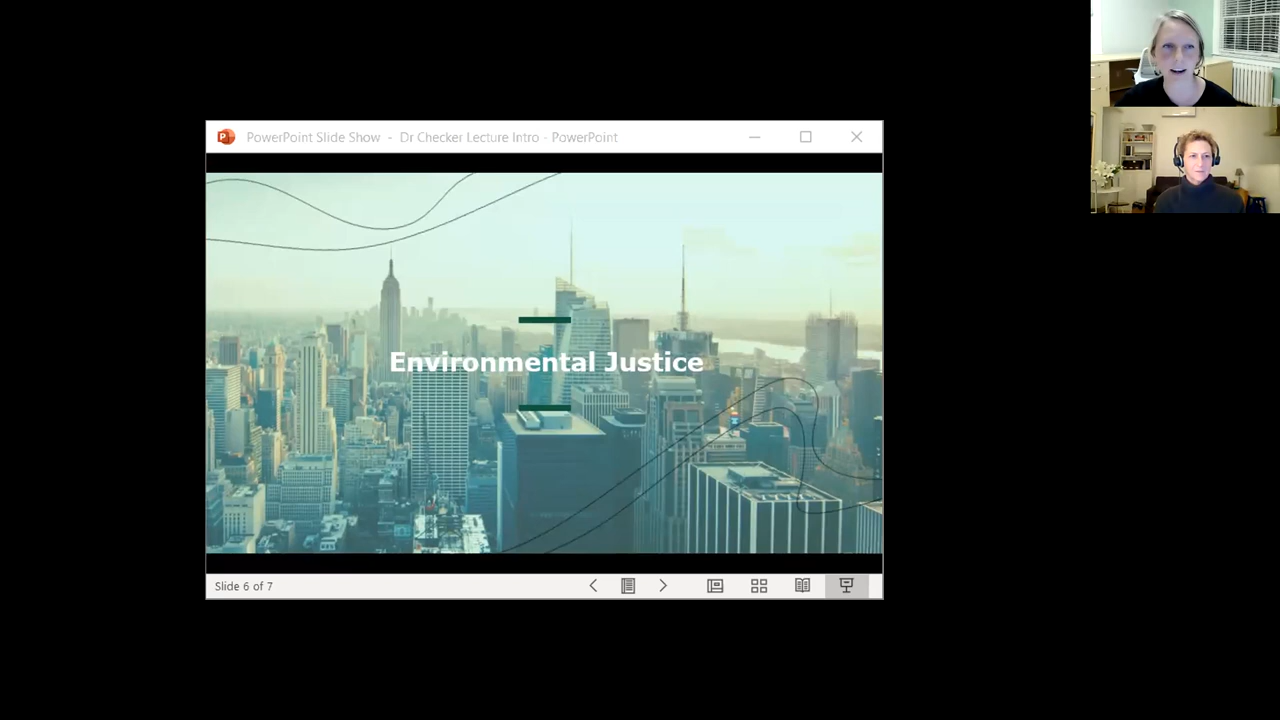 PowerPoint Slide Show - Dr Checker Lecture Intro - PowerPoint
Environmental Justice
Slide 6 of 7